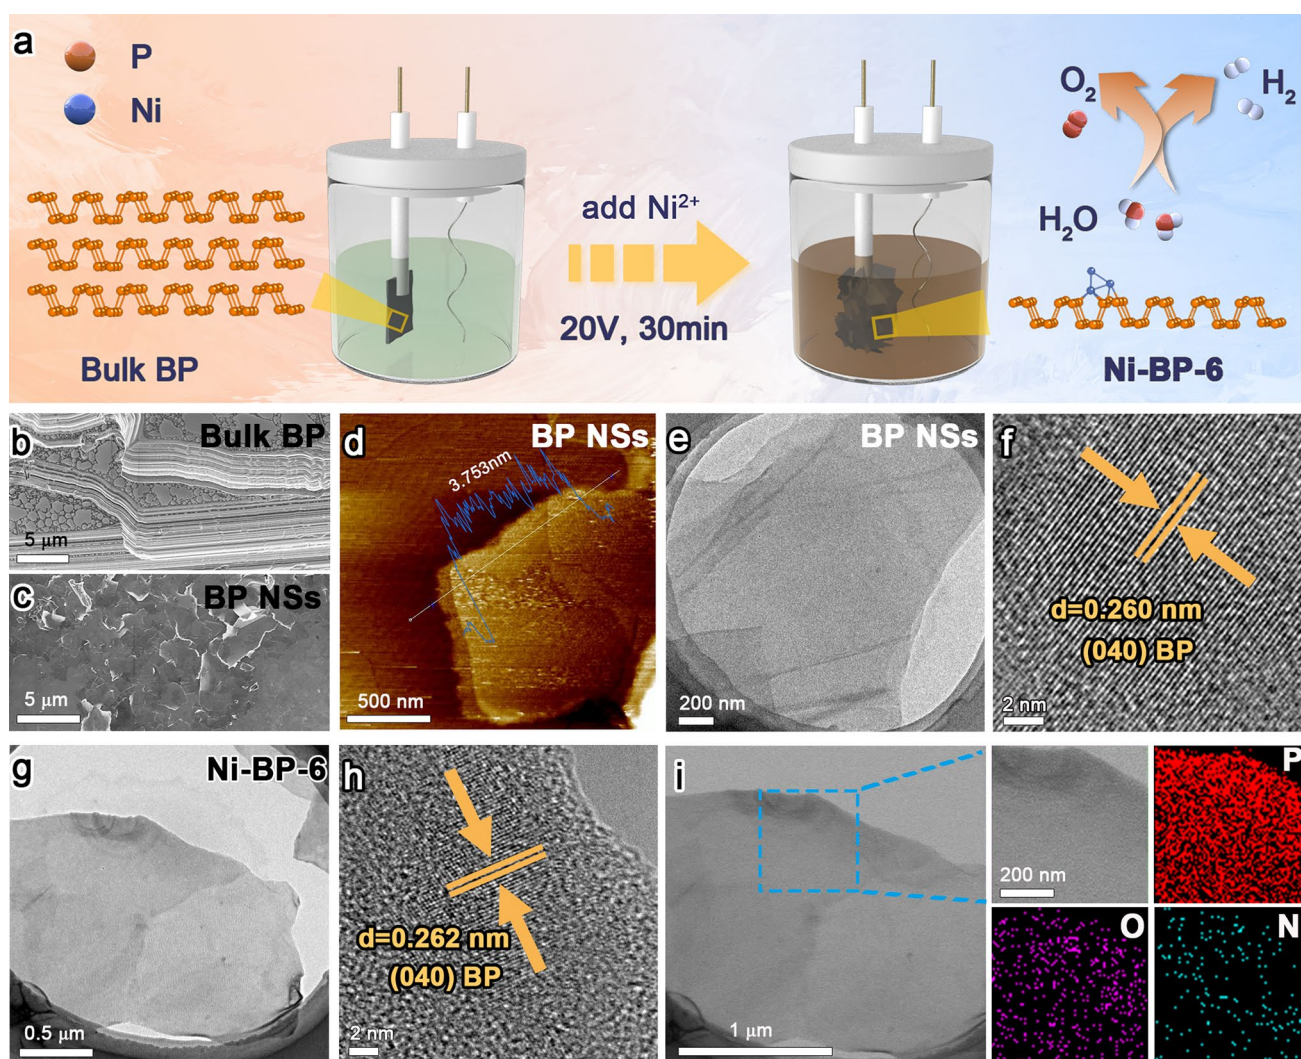 a
P
Ni
O₂
H₂
H₂O
add Ni²⁺
20V, 30min
Bulk BP
Ni-BP-6
b
Bulk BP
5 μm
c
BP NSs
5 μm
d
BP NSs
3.753nm
500 nm
e
BP NSs
200 nm
f
d=0.260 nm
(040) BP
2 nm
g
Ni-BP-6
0.5 μm
h
d=0.262 nm
(040) BP
2 nm
i
1 μm
200 nm
P
O
N